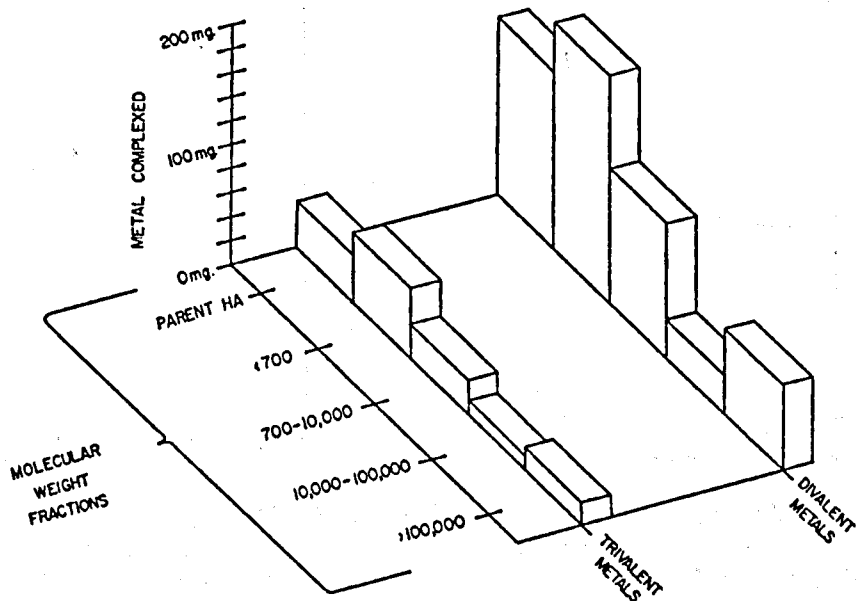 200 mg.
100 mg.
0 mg.
METAL COMPLEXED
PARENT HA
<700
700-10,000
10,000-100,000
>100,000
MOLECULAR
WEIGHT
FRACTIONS
TRIVALENT
METALS
DIVALENT
METALS